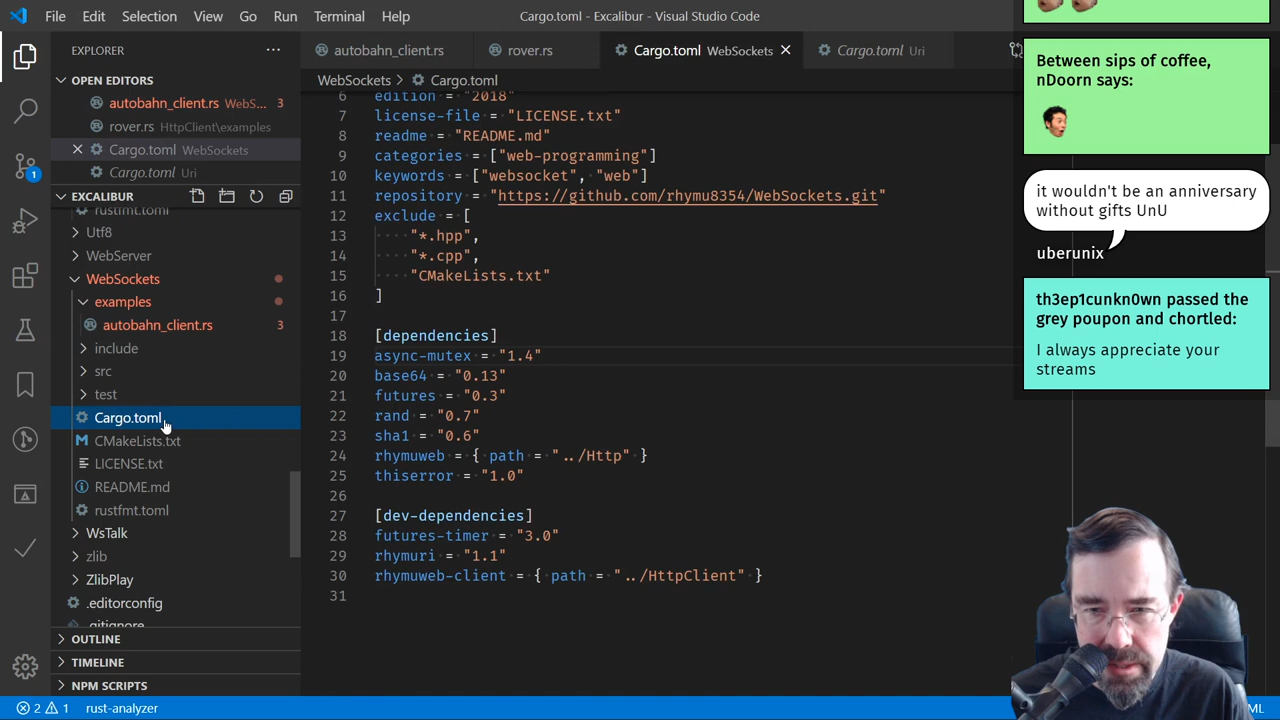 File Edit Selection View Go Run Terminal Help
Cargo.toml - Excalibur - Visual Studio Code
EXPLORER
OPEN EDITORS
autobahn_client.rs WebS... 3
rover.rs HttpClient\examples
Cargo.toml WebSockets
Cargo.toml Uri
EXCALIBUR
rustfmt.toml
Utf8
WebServer
WebSockets
examples
autobahn_client.rs 3
include
src
test
Cargo.toml
CMakeLists.txt
LICENSE.txt
README.md
rustfmt.toml
WsTalk
zlib
ZlibPlay
.editorconfig
.gitignore
OUTLINE
TIMELINE
NPM SCRIPTS
1
autobahn_client.rs rover.rs Cargo.toml WebSockets Cargo.toml Uri
WebSockets > Cargo.toml
6 edition = "2018"
7 license-file = "LICENSE.txt"
8 readme = "README.md"
9 categories = ["web-programming"]
10 keywords = ["websocket", "web"]
11 repository = "https://github.com/rhymu8354/WebSockets.git"
12 exclude = [
13 "*.hpp",
14 "*.cpp",
15 "CMakeLists.txt"
16 ]
17
18 [dependencies]
19 async-mutex = "1.4"
20 base64 = "0.13"
21 futures = "0.3"
22 rand = "0.7"
23 sha1 = "0.6"
24 rhymuweb = { path = "../Http" }
25 thiserror = "1.0"
26
27 [dev-dependencies]
28 futures-timer = "3.0"
29 rhymuri = "1.1"
30 rhymuweb-client = { path = "../HttpClient" }
31
Between sips of coffee,
nDoorn says:
it wouldn't be an anniversary
without gifts UnU
uberunix
th3ep1cunkn0wn passed the
grey poupon and chortled:
I always appreciate your
streams
2 1 rust-analyzer